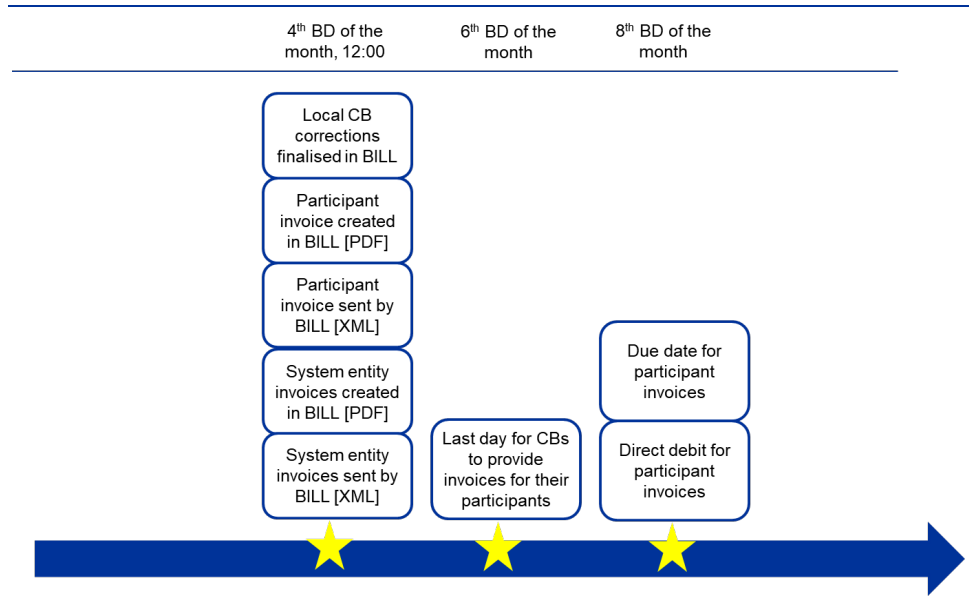 4th BD of the
month, 12:00
6th BD of the
month
8th BD of the
month
Local CB
corrections
finalised in BILL
Participant
invoice created
in BILL [PDF]
Participant
invoice sent by
BILL [XML]
System entity
invoices created
in BILL [PDF]
System entity
invoices sent by
BILL [XML]
Last day for CBs
to provide
invoices for their
participants
Due date for
participant
invoices
Direct debit for
participant
invoices